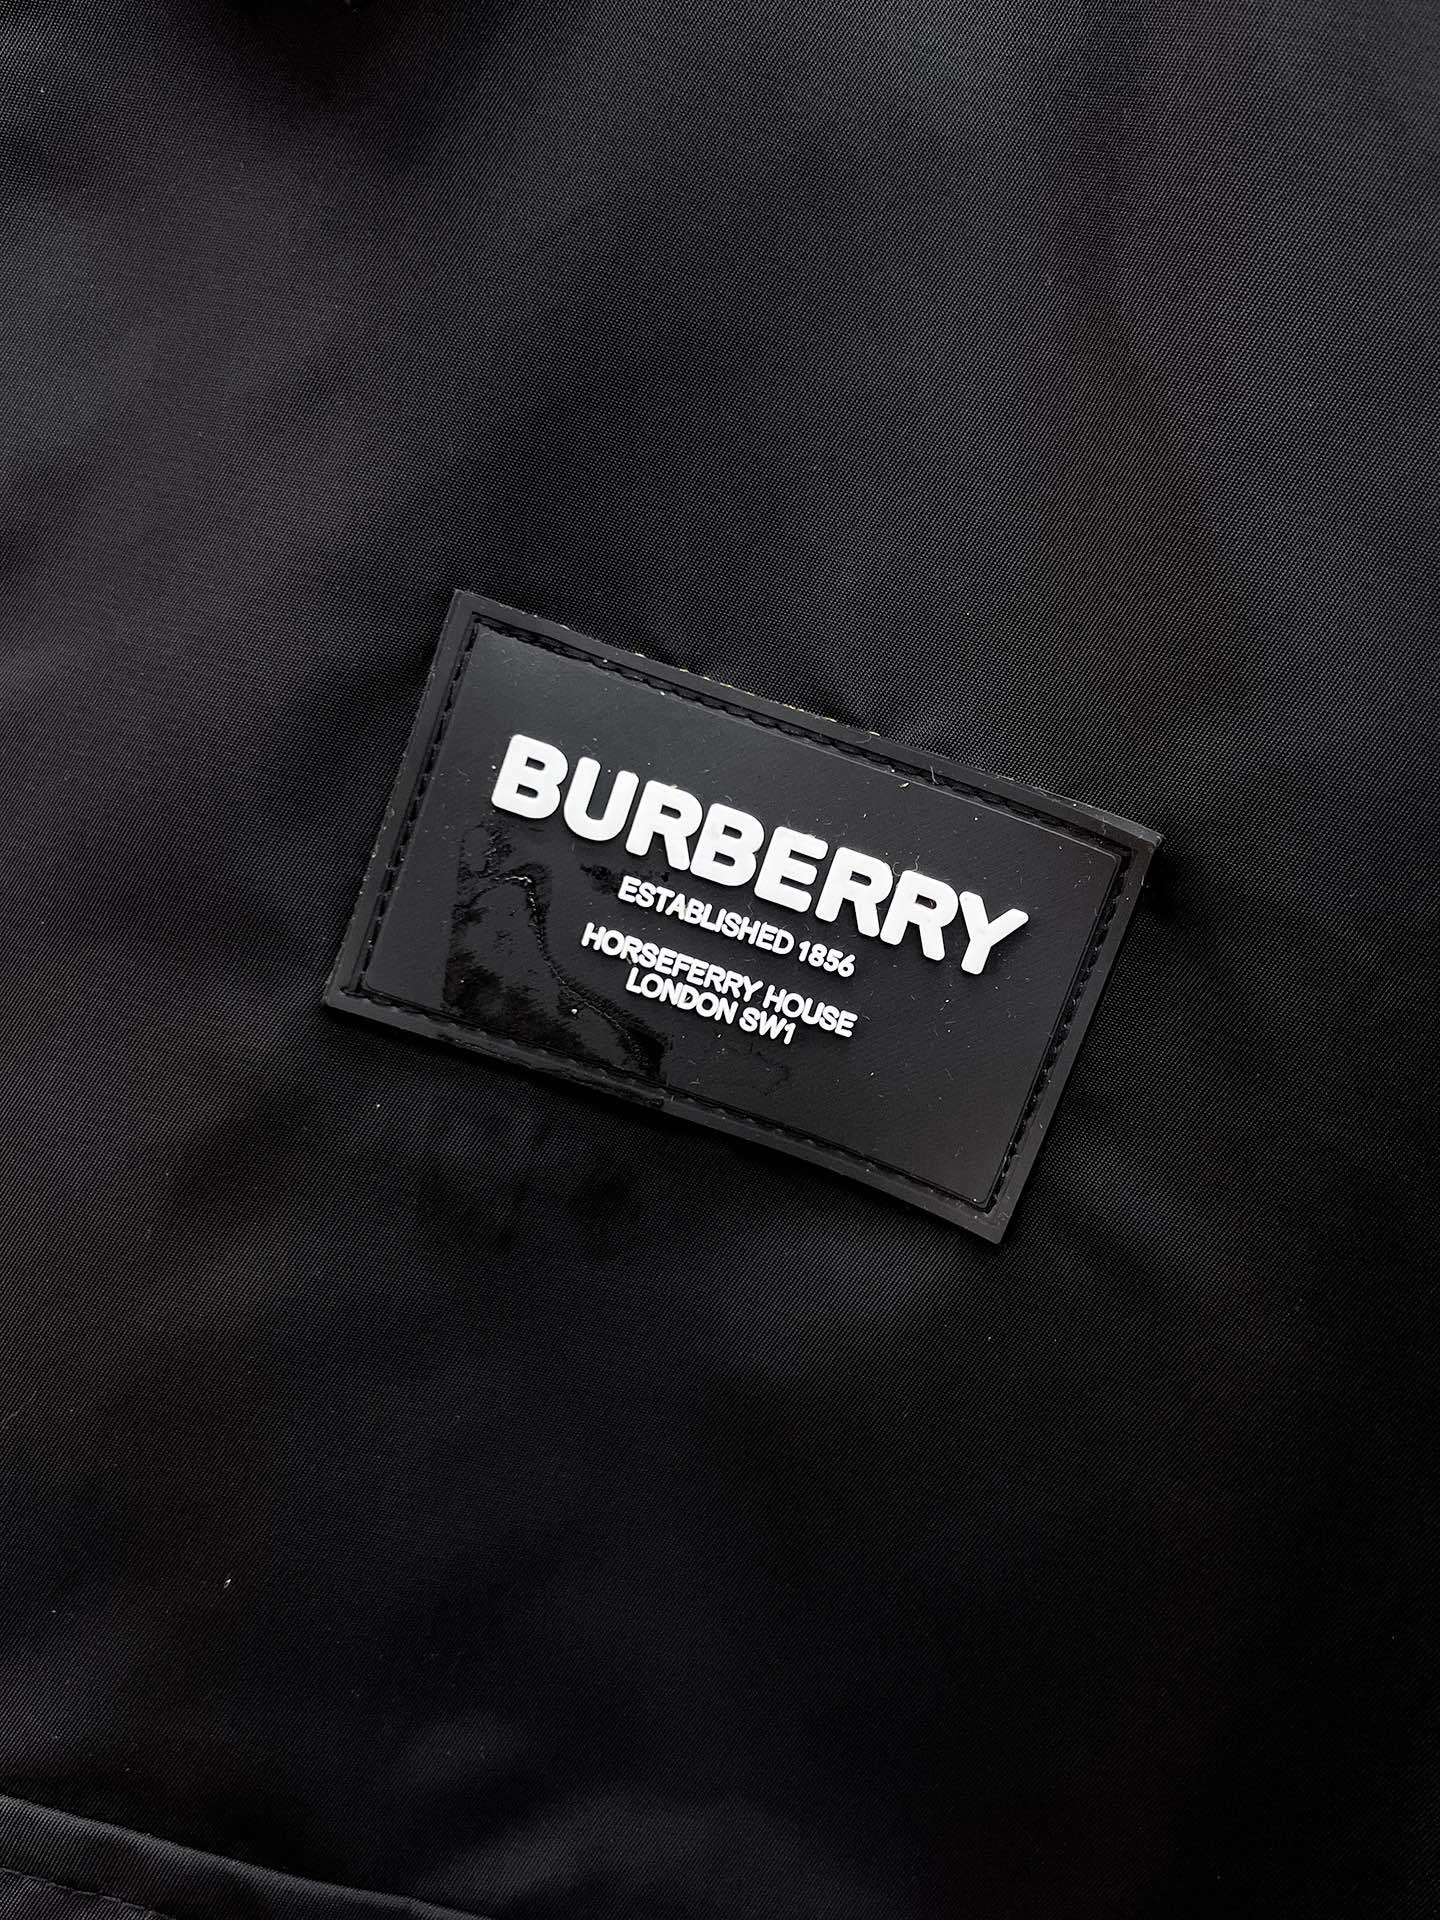 BURBERRY
ESTABLISHED 1856
HORSEFERRY HOUSE
LONDON SW1